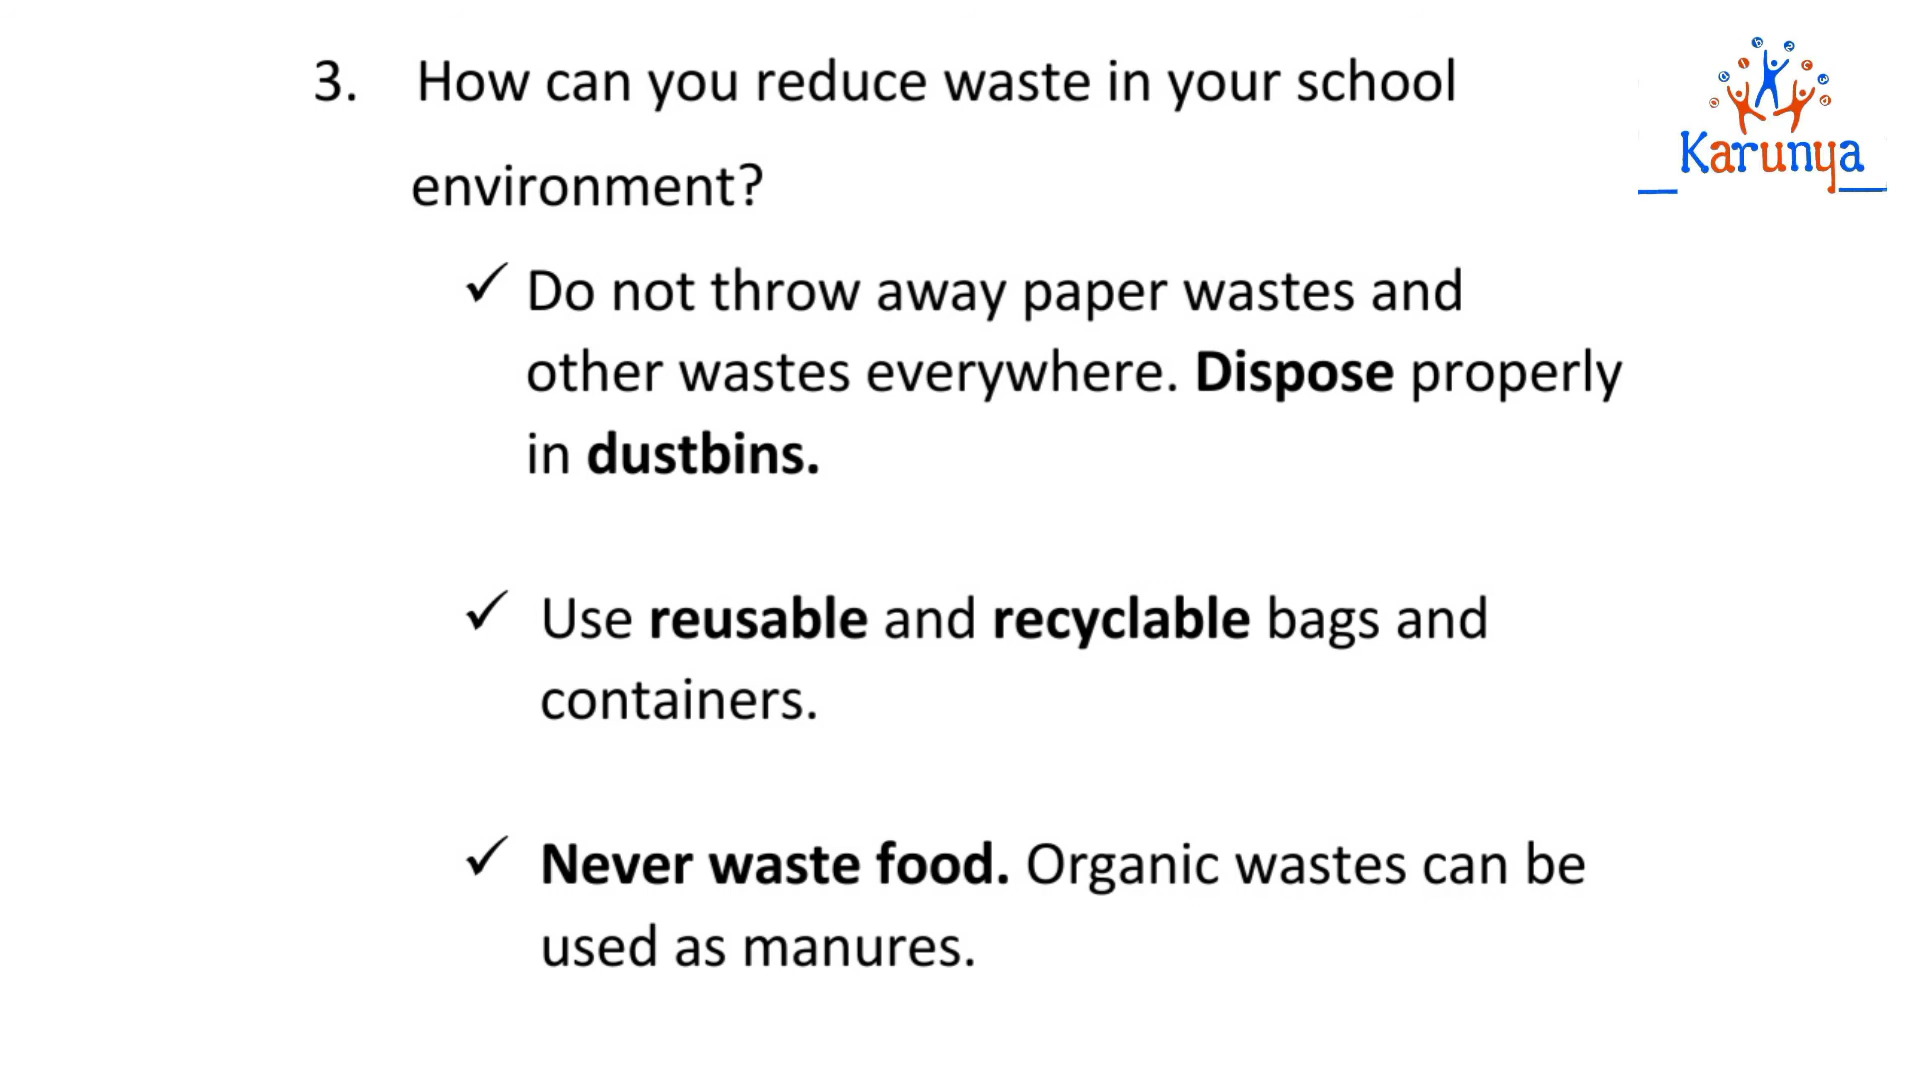 3. How can you reduce waste in your school
environment?
✓ Do not throw away paper wastes and
other wastes everywhere. Dispose properly
in dustbins.
✓ Use reusable and recyclable bags and
containers.
✓ Never waste food. Organic wastes can be
used as manures.
Karunya